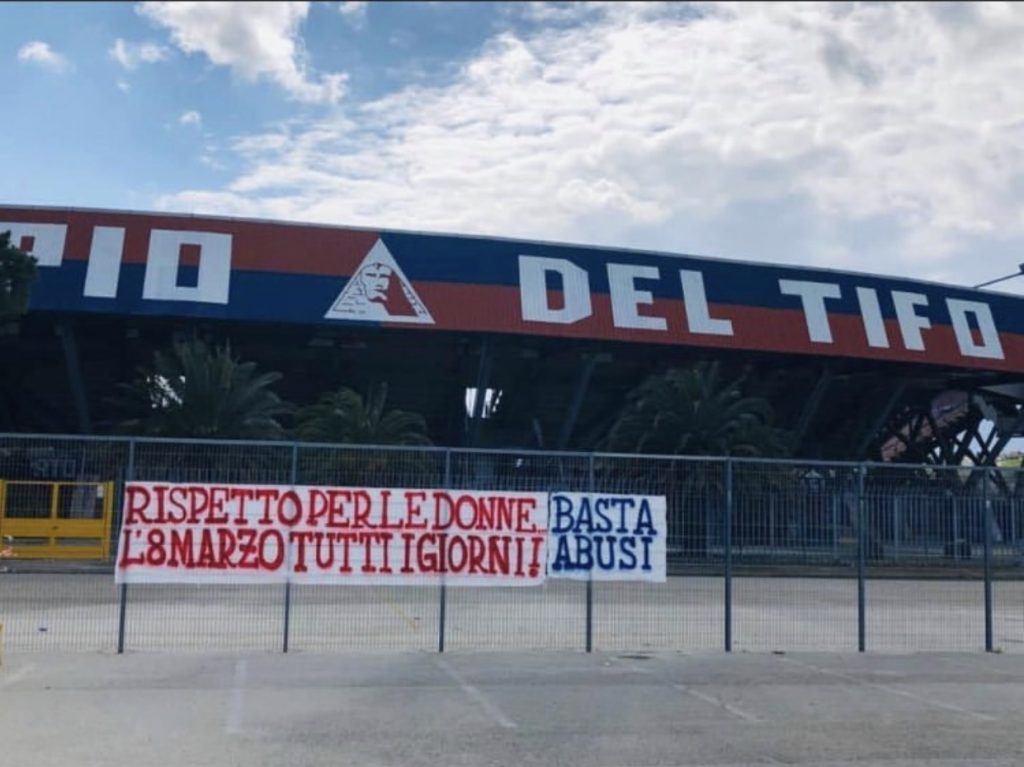 PIO DEL TIFO
RISPETTO PER LE DONNE... BASTA
L'8 MARZO TUTTI I GIORNI! ABUSI